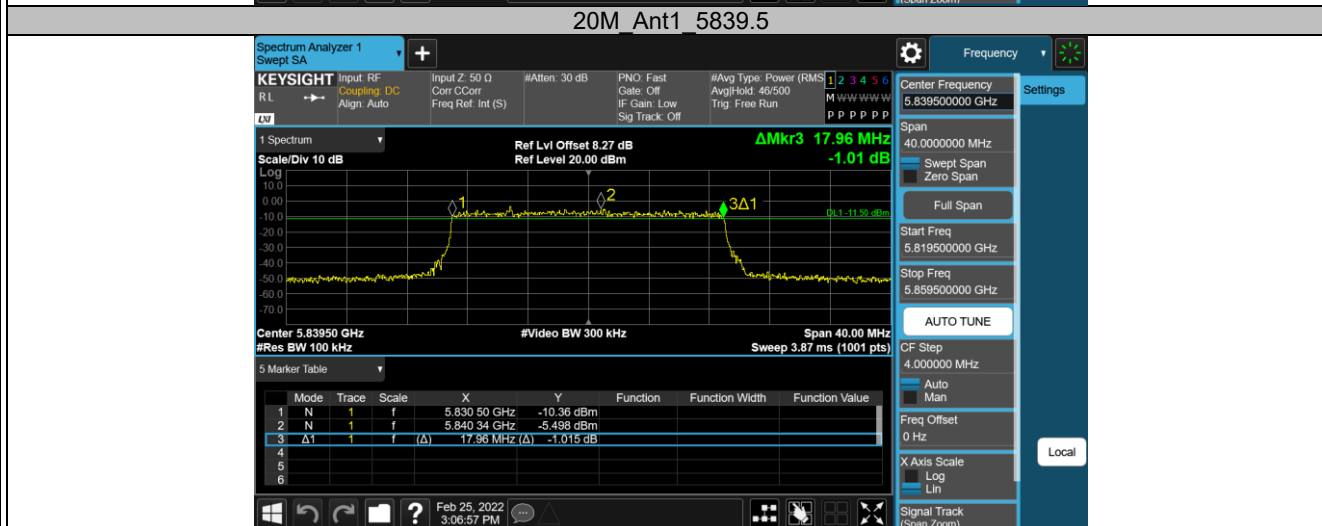 (Span Zoom)
20M_Ant1_5839.5
Spectrum Analyzer 1
Swept SA
Frequency
KEYSIGHT Input: RF Input Z: 50 Ω #Atten: 30 dB PNO: Fast #Avg Type: Power (RMS 1 2 3 4 5 6
RL Coupling: DC Corr CCorr Gate: Off Avg|Hold: 46/500 M W W W W W
Align: Auto Freq Ref: Int (S) IF Gain: Low Trig: Free Run
LXI Sig Track: Off P P P P P P
Center Frequency
5.839500000 GHz
Settings
1 Spectrum
Ref Lvl Offset 8.27 dB
ΔMkr3 17.96 MHz
Scale/Div 10 dB
Ref Level 20.00 dBm
-1.01 dB
Span
40.0000000 MHz
Swept Span
Zero Span
Log
10.0
0.00
-10.0
-20.0
-30.0
-40.0
-50.0
-60.0
-70.0
1
2
3Δ1
DL1 -11.50 dBm
Full Span
Start Freq
5.819500000 GHz
Stop Freq
5.859500000 GHz
AUTO TUNE
Center 5.83950 GHz #Video BW 300 kHz Span 40.00 MHz
#Res BW 100 kHz Sweep 3.87 ms (1001 pts)
CF Step
4.000000 MHz
Auto
Man
5 Marker Table
Mode Trace Scale X Y Function Function Width Function Value
1 N 1 f 5.830 50 GHz -10.36 dBm
2 N 1 f 5.840 34 GHz -5.498 dBm
3 Δ1 1 f (Δ) 17.96 MHz (Δ) -1.015 dB
4
5
6
Freq Offset
0 Hz
X Axis Scale
Log
Lin
Local
Signal Track
(Span Zoom)
? Feb 25, 2022
3:06:57 PM